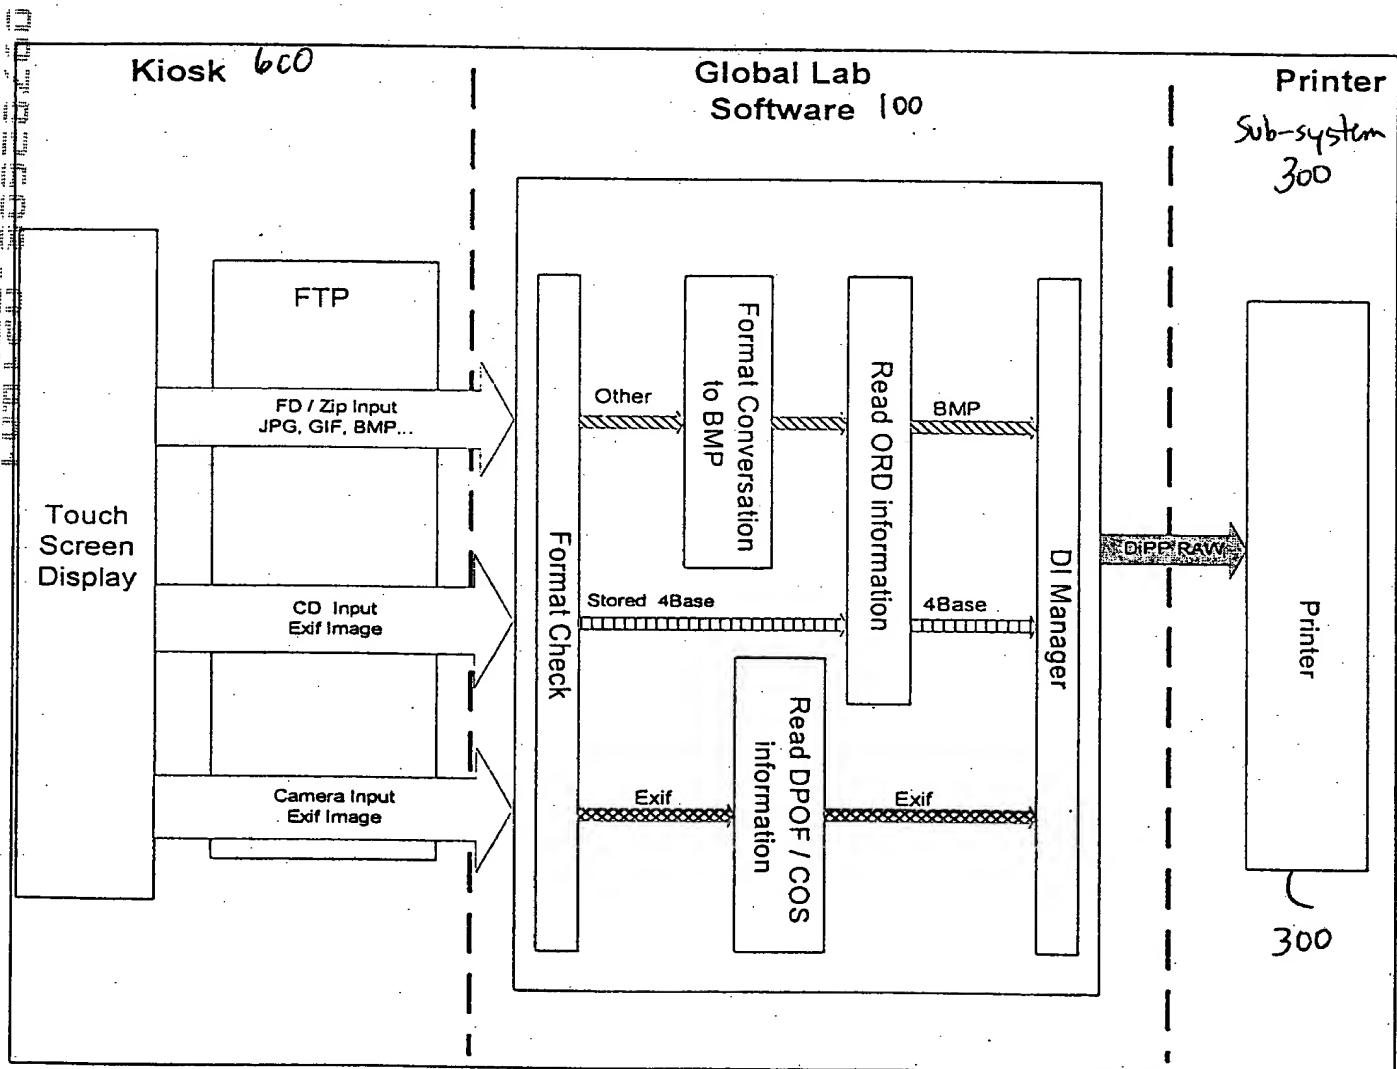 Kiosk 600
Global Lab
Software 100
Printer
Sub-system
300
FTP
FD / Zip Input
JPG, GIF, BMP...
Touch
Screen
Display
CD Input
Exif Image
Camera Input
Exif Image
Format Check
Other
Format Conversation
to BMP
Read ORD information
BMP
Stored 4Base
4Base
Exif
Read DPOF / COS
information
Exif
DI Manager
DiPP RAW
Printer
300